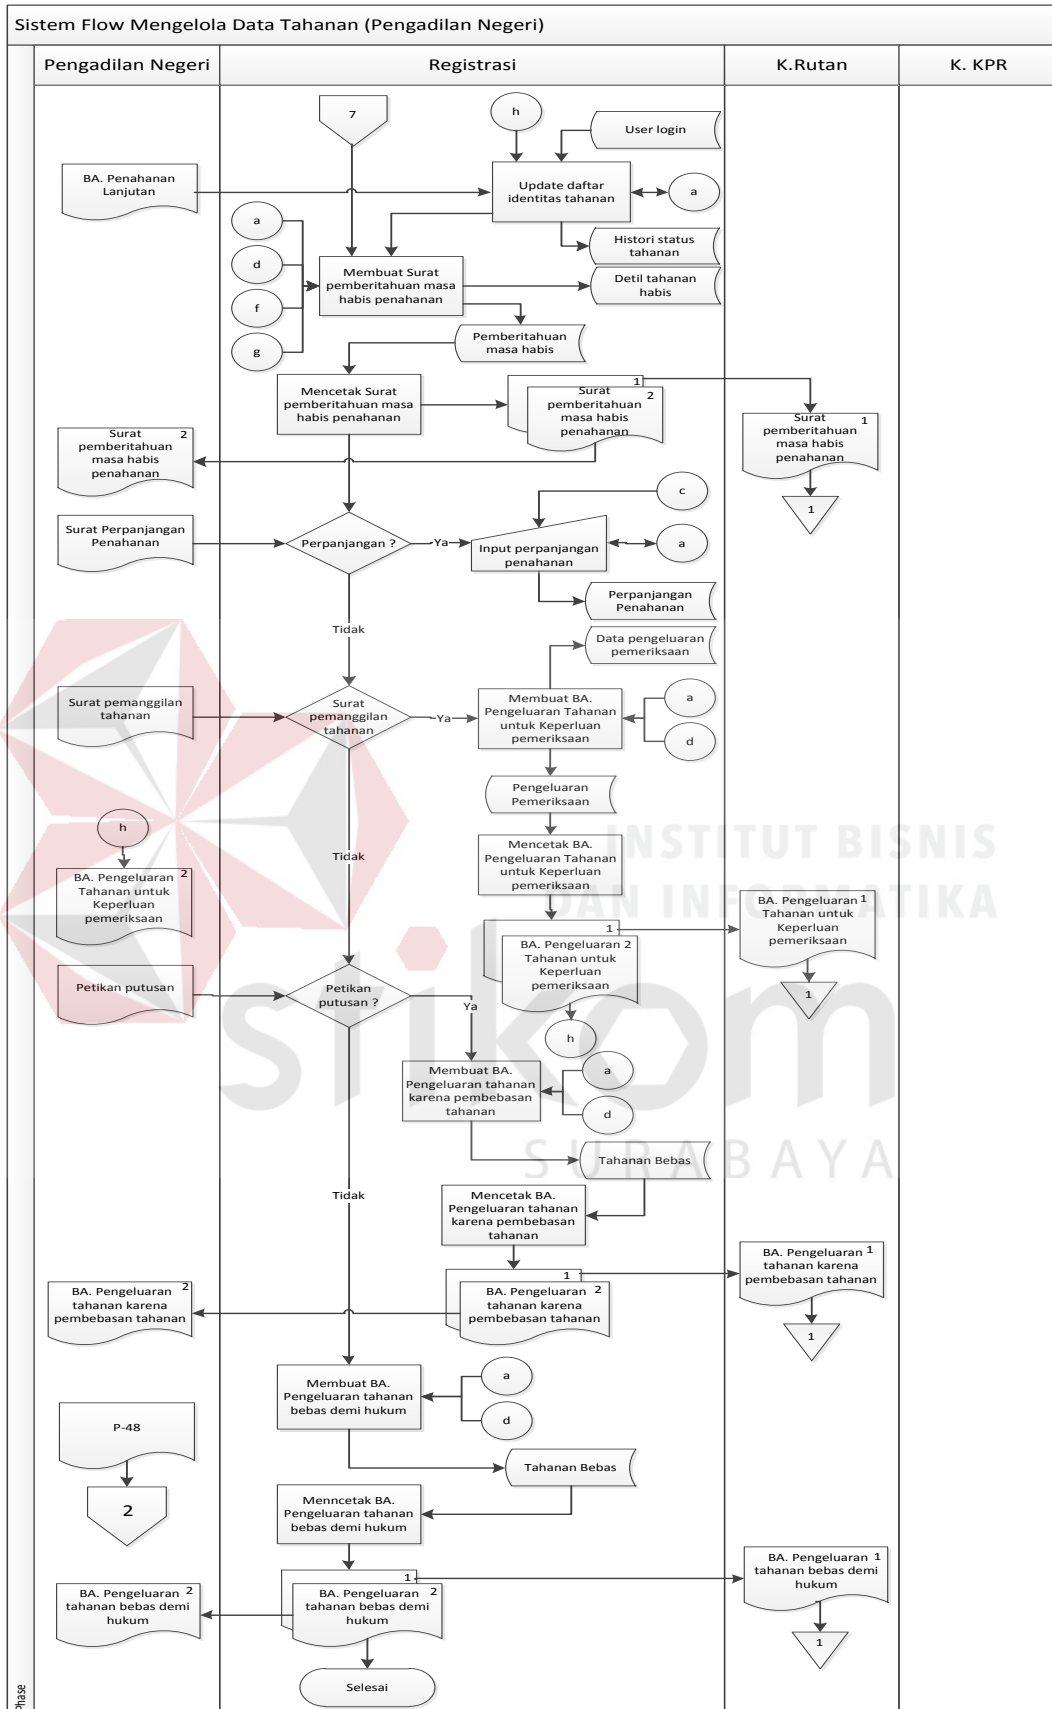 Sistem Flow Mengelola Data Tahanan (Pengadilan Negeri)
Pengadilan Negeri
Registrasi
K.Rutan
K. KPR
7
h
User login
BA. Penahanan
Lanjutan
Update daftar
identitas tahanan
a
a
Histori status
tahanan
d
Membuat Surat
pemberitahuan masa
habis penahanan
Detil tahanan
habis
f
g
Pemberitahuan
masa habis
Mencetak Surat
pemberitahuan masa
habis penahanan
1
Surat
2
pemberitahuan
masa habis
penahanan
Surat
1
pemberitahuan
masa habis
penahanan
Surat
2
pemberitahuan
masa habis
penahanan
1
c
Surat Perpanjangan
Penahanan
Perpanjangan ?
Ya
Input perpanjangan
penahanan
a
Perpanjangan
Penahanan
Tidak
Data pengeluaran
pemeriksaan
Surat pemanggilan
tahanan
Surat
pemanggilan
tahanan
Ya
Membuat BA.
Pengeluaran Tahanan
untuk Keperluan
pemeriksaan
a
d
Pengeluaran
Pemeriksaan
h
Tidak
Mencetak BA.
Pengeluaran Tahanan
untuk Keperluan
pemeriksaan
INSTITUT BISNIS
DAN INFORMATIKA
BA. Pengeluaran 2
Tahanan untuk
Keperluan
pemeriksaan
BA. Pengeluaran 1
Tahanan untuk
Keperluan
pemeriksaan
1
BA. Pengeluaran 2
Tahanan untuk
Keperluan
pemeriksaan
Petikan putusan
Petikan
putusan ?
Ya
1
h
stikom
SURABAYA
Membuat BA.
Pengeluaran tahanan
karena pembebasan
tahanan
a
d
Tahanan Bebas
Tidak
Mencetak BA.
Pengeluaran tahanan
karena pembebasan
tahanan
BA. Pengeluaran 1
tahanan karena
pembebasan tahanan
1
BA. Pengeluaran 2
tahanan karena
pembebasan tahanan
BA. Pengeluaran 2
tahanan karena
pembebasan tahanan
1
Membuat BA.
Pengeluaran tahanan
bebas demi hukum
a
d
P-48
2
Tahanan Bebas
Menncetak BA.
Pengeluaran tahanan
bebas demi hukum
BA. Pengeluaran 1
tahanan bebas demi
hukum
1
BA. Pengeluaran 2
tahanan bebas demi
hukum
BA. Pengeluaran 2
tahanan bebas demi
hukum
1
Selesai
Phase